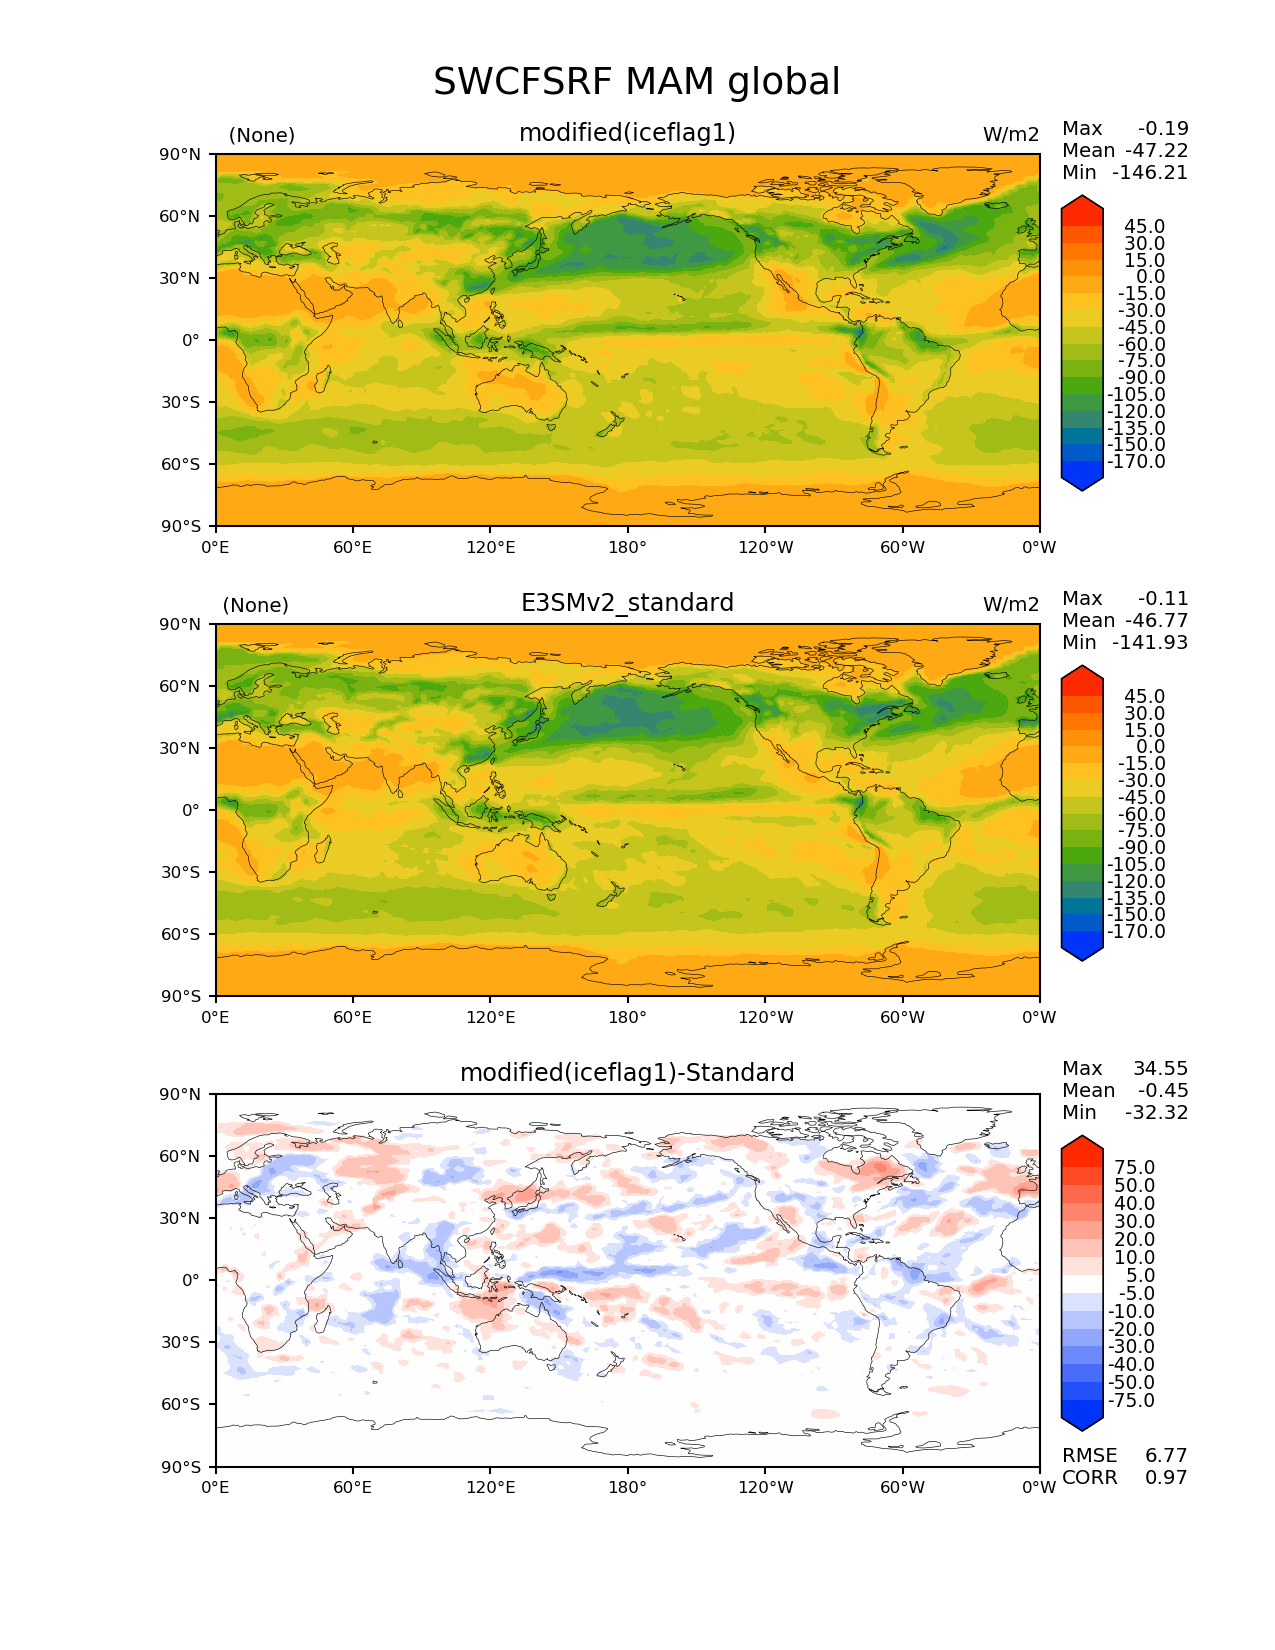 SWCFSRF MAM global
(None) modified(iceflag1) W/m2
Max -0.19
Mean -47.22
Min -146.21
90°N
60°N
30°N
0°
30°S
60°S
90°S
0°E 60°E 120°E 180° 120°W 60°W 0°W
45.0
30.0
15.0
0.0
-15.0
-30.0
-45.0
-60.0
-75.0
-90.0
-105.0
-120.0
-135.0
-150.0
-170.0
(None) E3SMv2_standard W/m2
Max -0.11
Mean -46.77
Min -141.93
90°N
60°N
30°N
0°
30°S
60°S
90°S
0°E 60°E 120°E 180° 120°W 60°W 0°W
45.0
30.0
15.0
0.0
-15.0
-30.0
-45.0
-60.0
-75.0
-90.0
-105.0
-120.0
-135.0
-150.0
-170.0
modified(iceflag1)-Standard
Max 34.55
Mean -0.45
Min -32.32
90°N
60°N
30°N
0°
30°S
60°S
90°S
0°E 60°E 120°E 180° 120°W 60°W 0°W
75.0
50.0
40.0
30.0
20.0
10.0
5.0
-5.0
-10.0
-20.0
-30.0
-40.0
-50.0
-75.0
RMSE 6.77
CORR 0.97